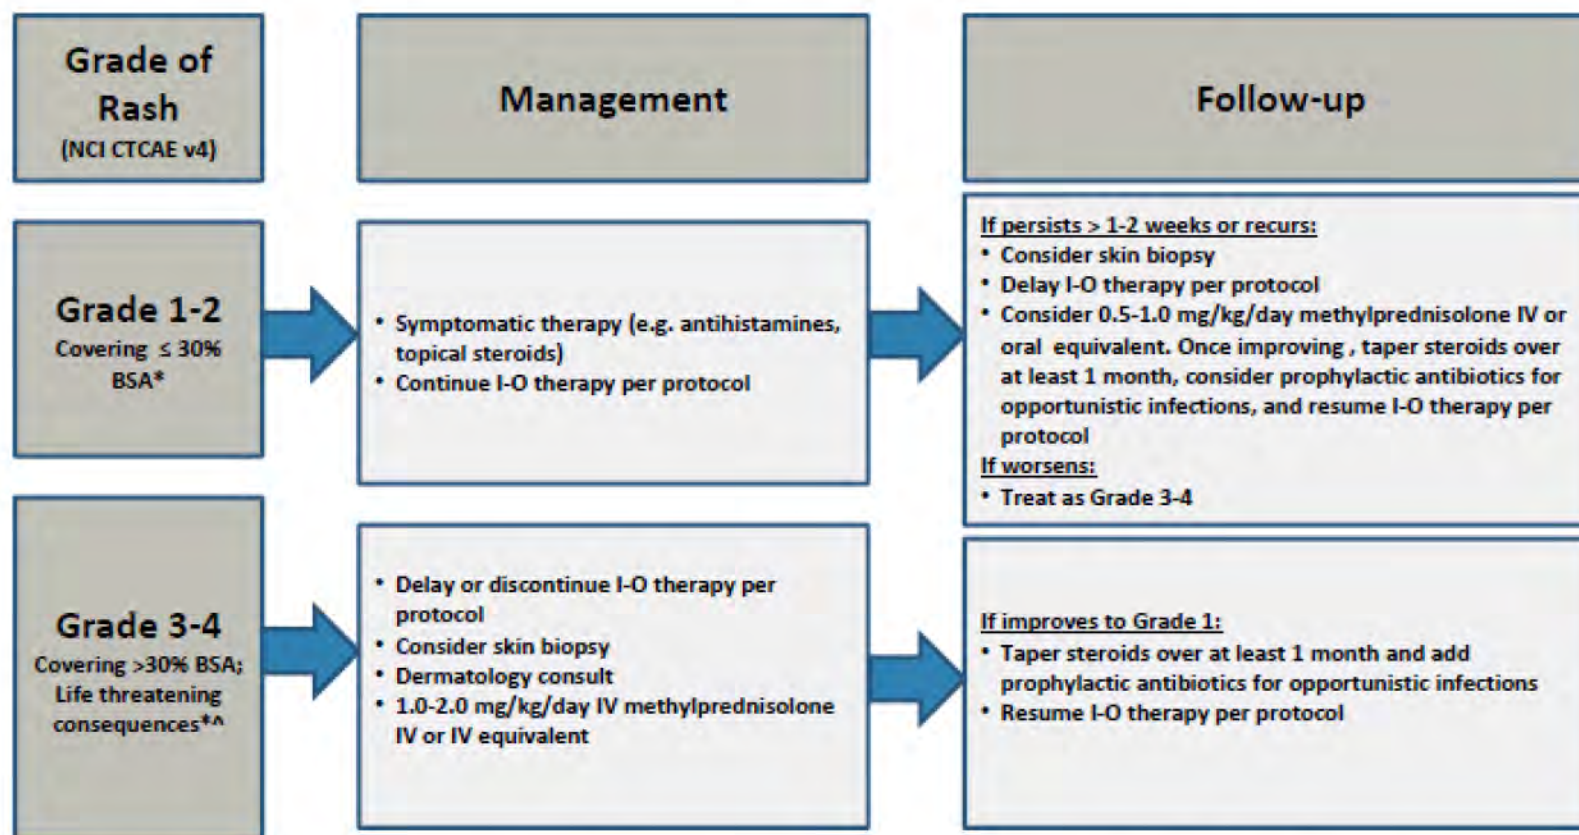 Grade of
Rash
(NCI CTCAE v4)
Management
Follow-up
Grade 1-2
Covering ≤ 30%
BSA*
• Symptomatic therapy (e.g. antihistamines,
topical steroids)
• Continue I-O therapy per protocol
If persists > 1-2 weeks or recurs:
• Consider skin biopsy
• Delay I-O therapy per protocol
• Consider 0.5-1.0 mg/kg/day methylprednisolone IV or
oral equivalent. Once improving , taper steroids over
at least 1 month, consider prophylactic antibiotics for
opportunistic infections, and resume I-O therapy per
protocol
If worsens:
• Treat as Grade 3-4
Grade 3-4
Covering >30% BSA;
Life threatening
consequences*^
• Delay or discontinue I-O therapy per
protocol
• Consider skin biopsy
• Dermatology consult
• 1.0-2.0 mg/kg/day IV methylprednisolone
IV or IV equivalent
If improves to Grade 1:
• Taper steroids over at least 1 month and add
prophylactic antibiotics for opportunistic infections
• Resume I-O therapy per protocol